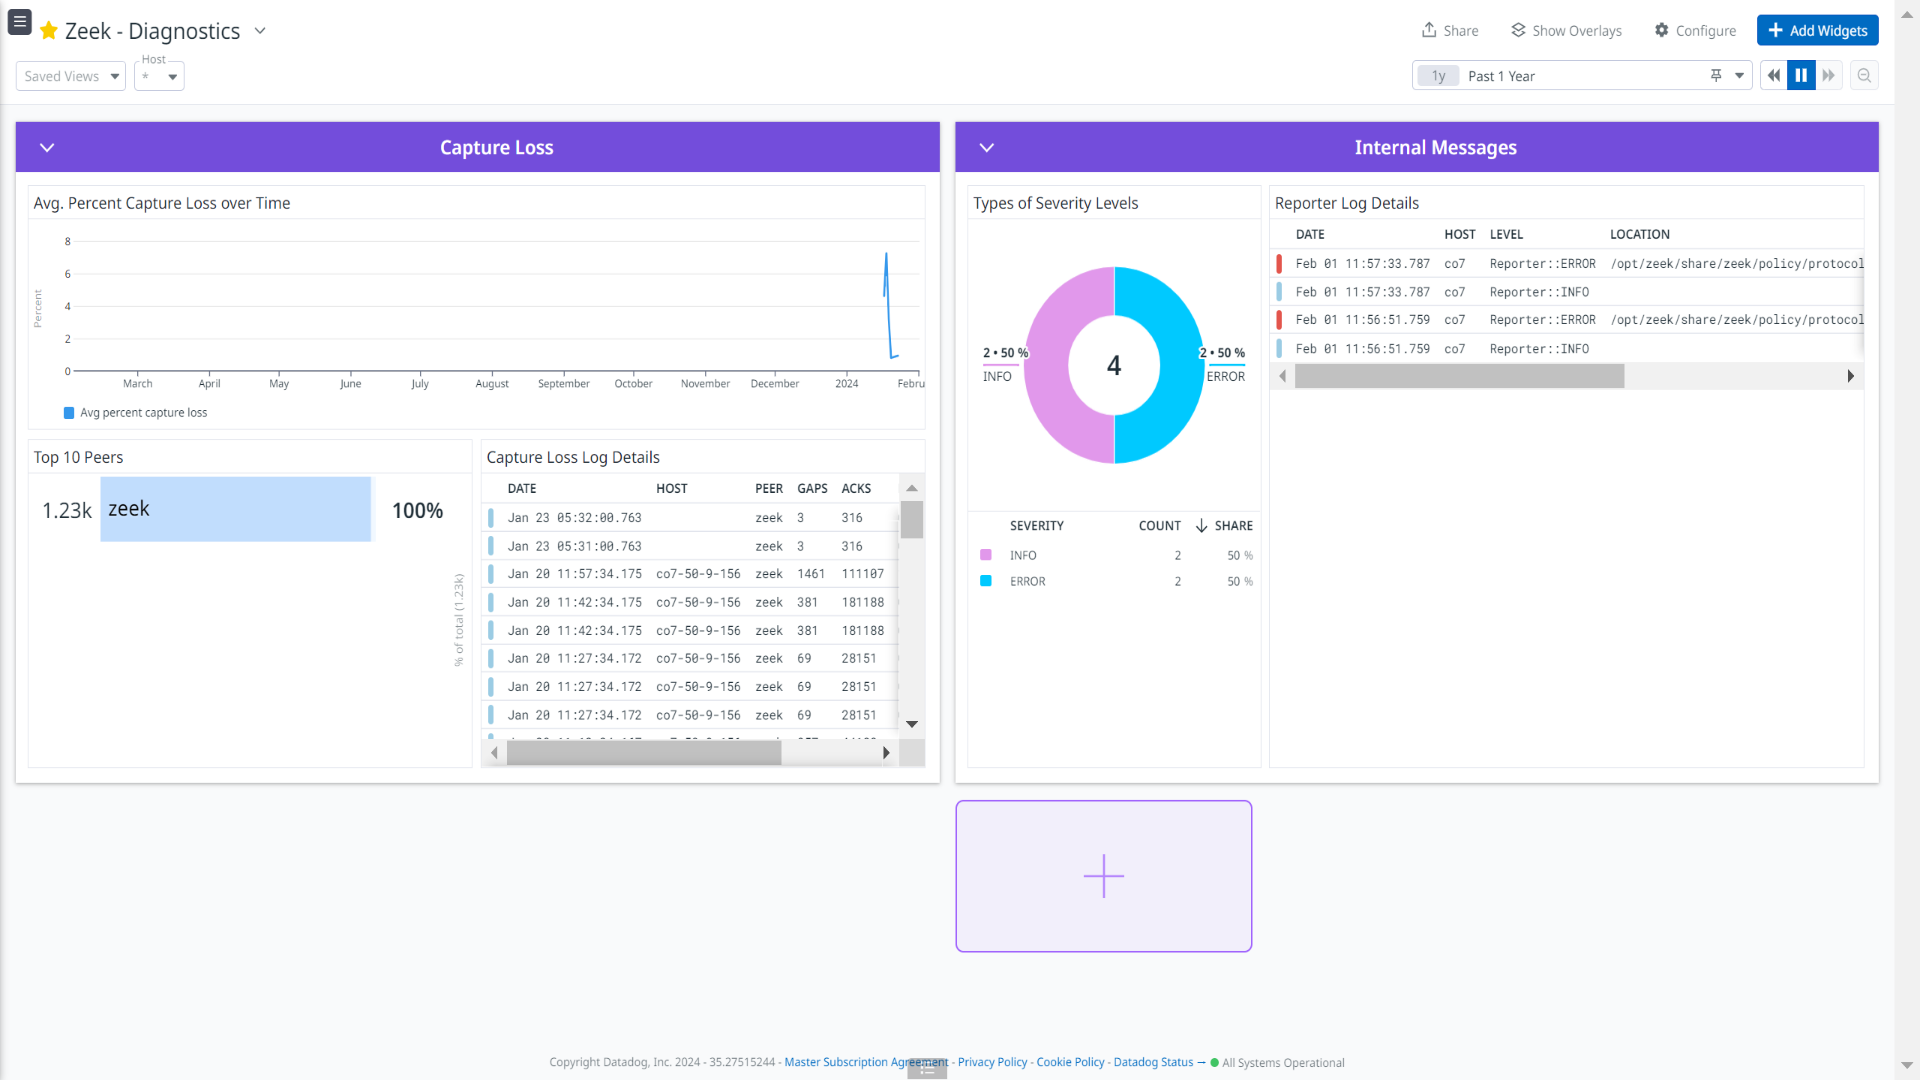 Zeek - Diagnostics
Share
Show Overlays
Configure
Add Widgets
Saved Views
Host
*
1y Past 1 Year
Capture Loss
Avg. Percent Capture Loss over Time
Percent
8
6
4
2
0
March April May June July August September October November December 2024 Febru
Avg percent capture loss
Top 10 Peers
1.23k zeek 100%
% of total (1.23k)
Capture Loss Log Details
DATE HOST PEER GAPS ACKS
Jan 23 05:32:00.763 zeek 3 316
Jan 23 05:31:00.763 zeek 3 316
Jan 20 11:57:34.175 co7-50-9-156 zeek 1461 111107
Jan 20 11:42:34.175 co7-50-9-156 zeek 381 181188
Jan 20 11:42:34.175 co7-50-9-156 zeek 381 181188
Jan 20 11:27:34.172 co7-50-9-156 zeek 69 28151
Jan 20 11:27:34.172 co7-50-9-156 zeek 69 28151
Jan 20 11:27:34.172 co7-50-9-156 zeek 69 28151
Internal Messages
Types of Severity Levels
2 • 50 %
INFO
4
2 • 50 %
ERROR
SEVERITY COUNT SHARE
INFO 2 50 %
ERROR 2 50 %
Reporter Log Details
DATE HOST LEVEL LOCATION
Feb 01 11:57:33.787 co7 Reporter::ERROR /opt/zeek/share/zeek/policy/protocol
Feb 01 11:57:33.787 co7 Reporter::INFO
Feb 01 11:56:51.759 co7 Reporter::ERROR /opt/zeek/share/zeek/policy/protocol
Feb 01 11:56:51.759 co7 Reporter::INFO
Copyright Datadog, Inc. 2024 - 35.27515244 - Master Subscription Agreement - Privacy Policy - Cookie Policy - Datadog Status → All Systems Operational